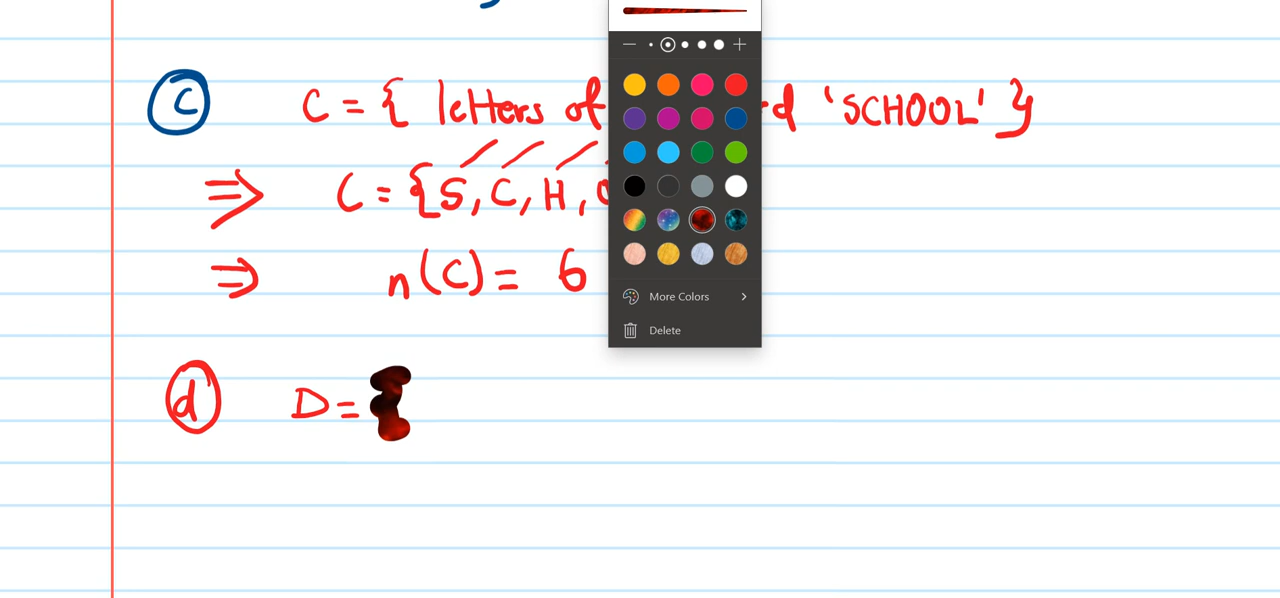 c C = { letters of d 'SCHOOL' }
⇒ C = { S, C, H, 
⇒ n(C) = 6
More Colors
Delete
d D = {